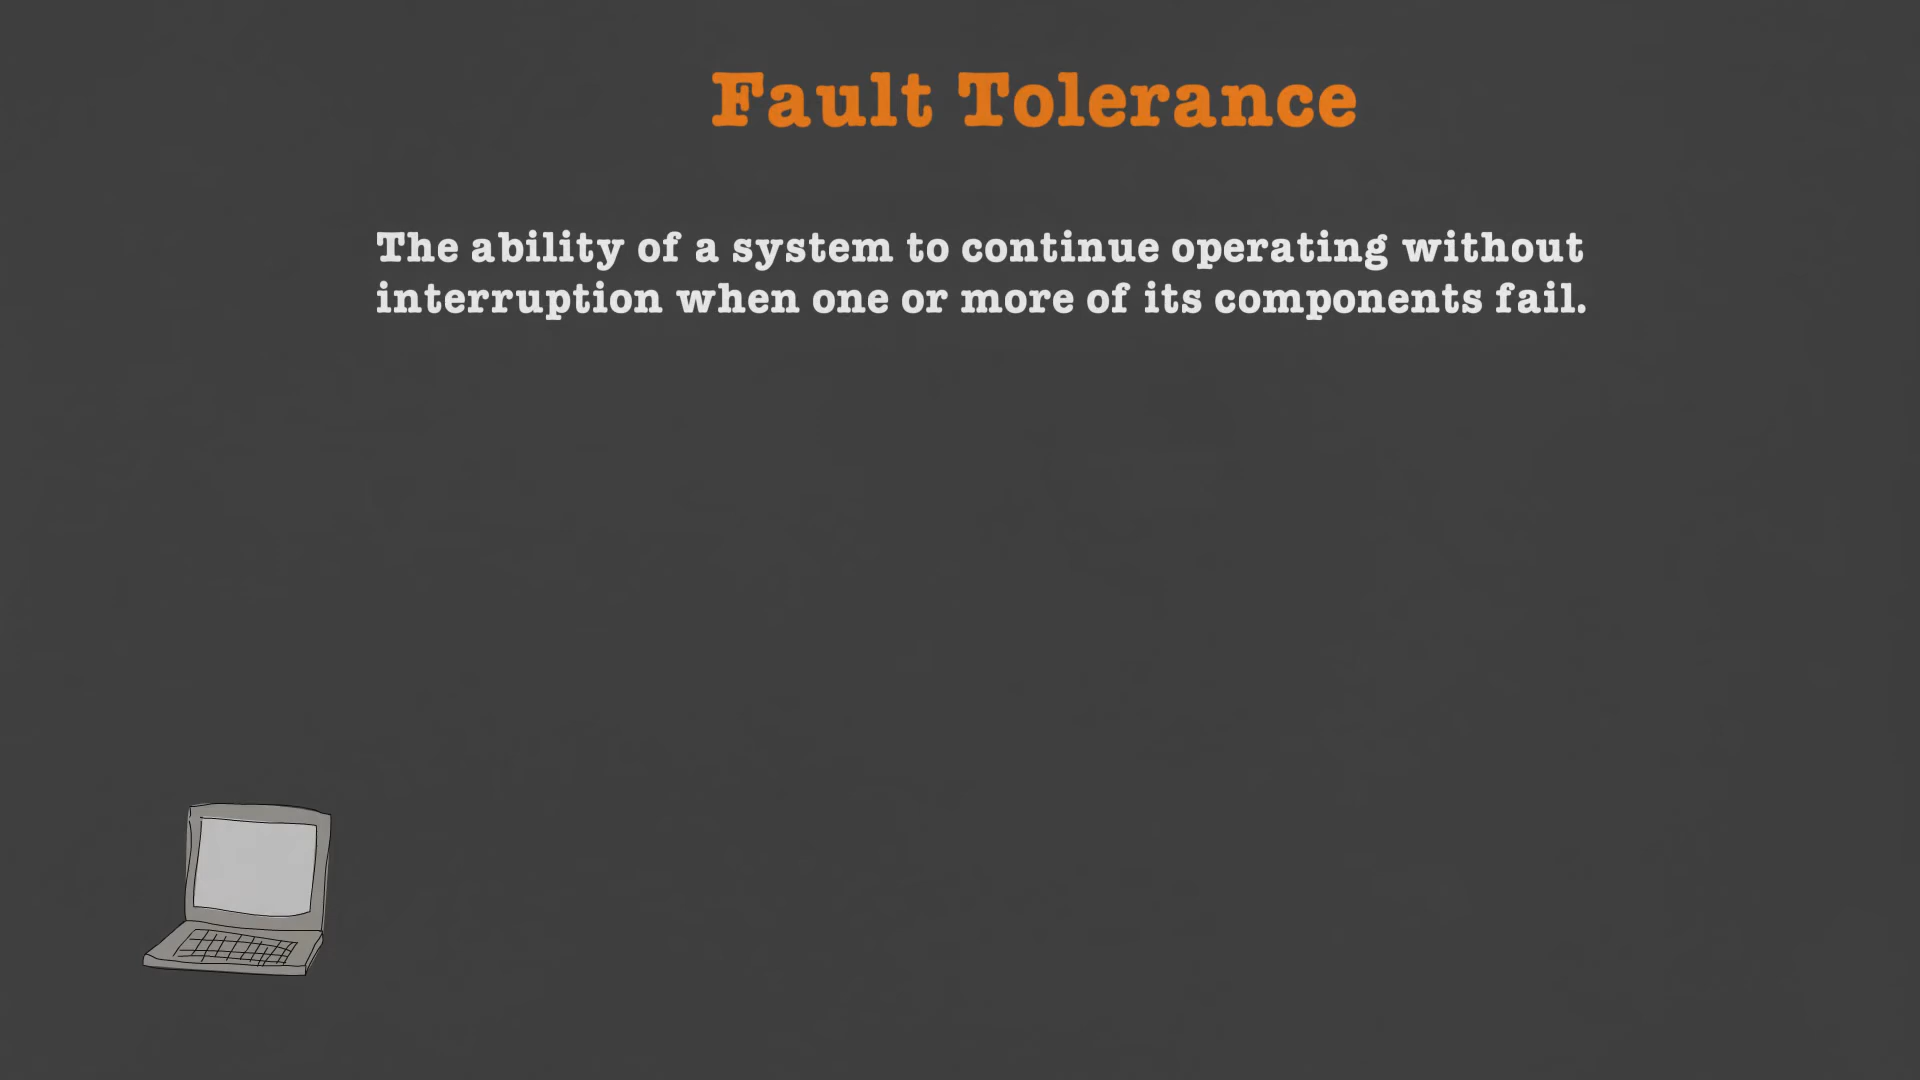 Fault Tolerance
The ability of a system to continue operating without
interruption when one or more of its components fail.